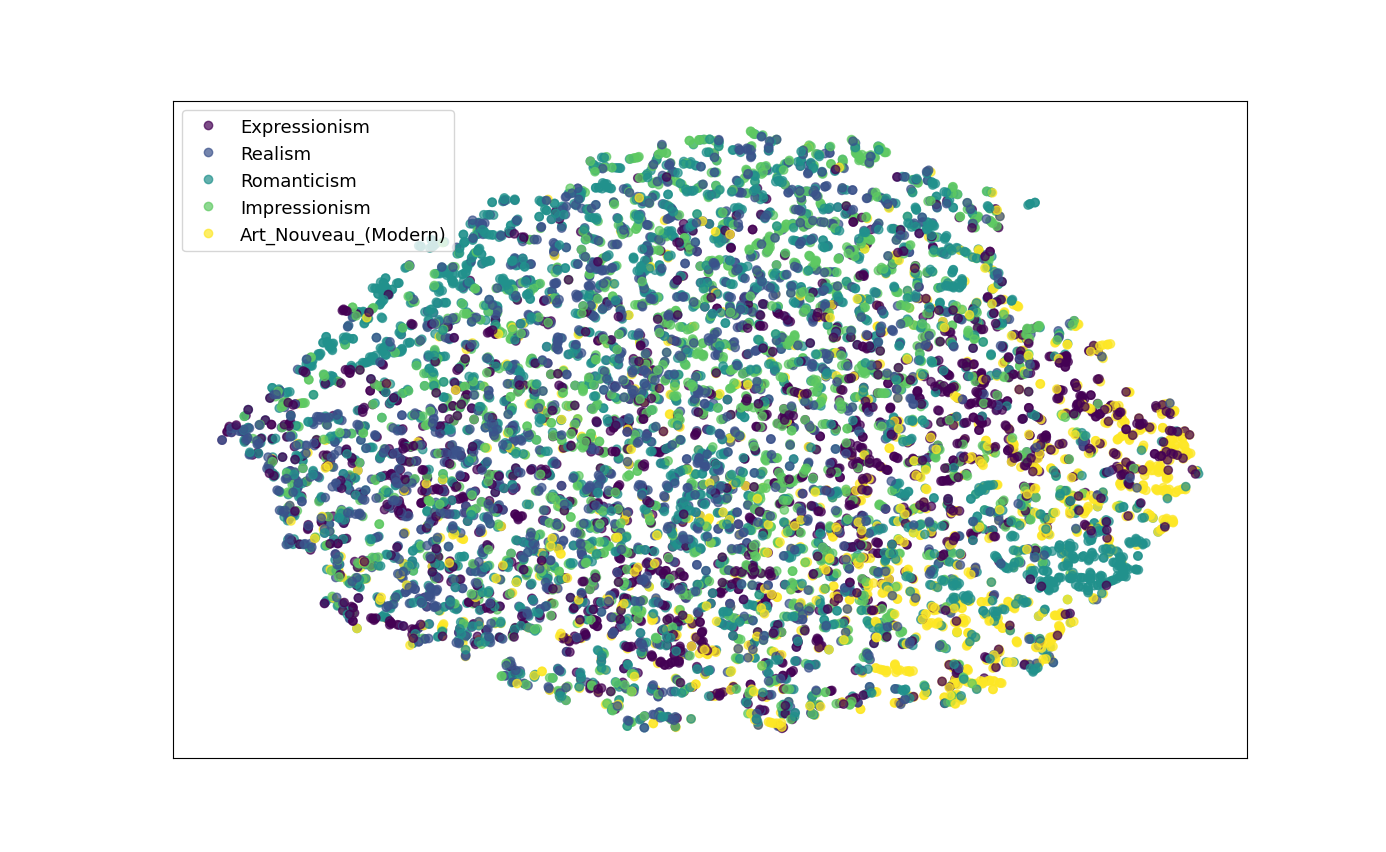 Expressionism
Realism
Romanticism
Impressionism
Art_Nouveau_(Modern)